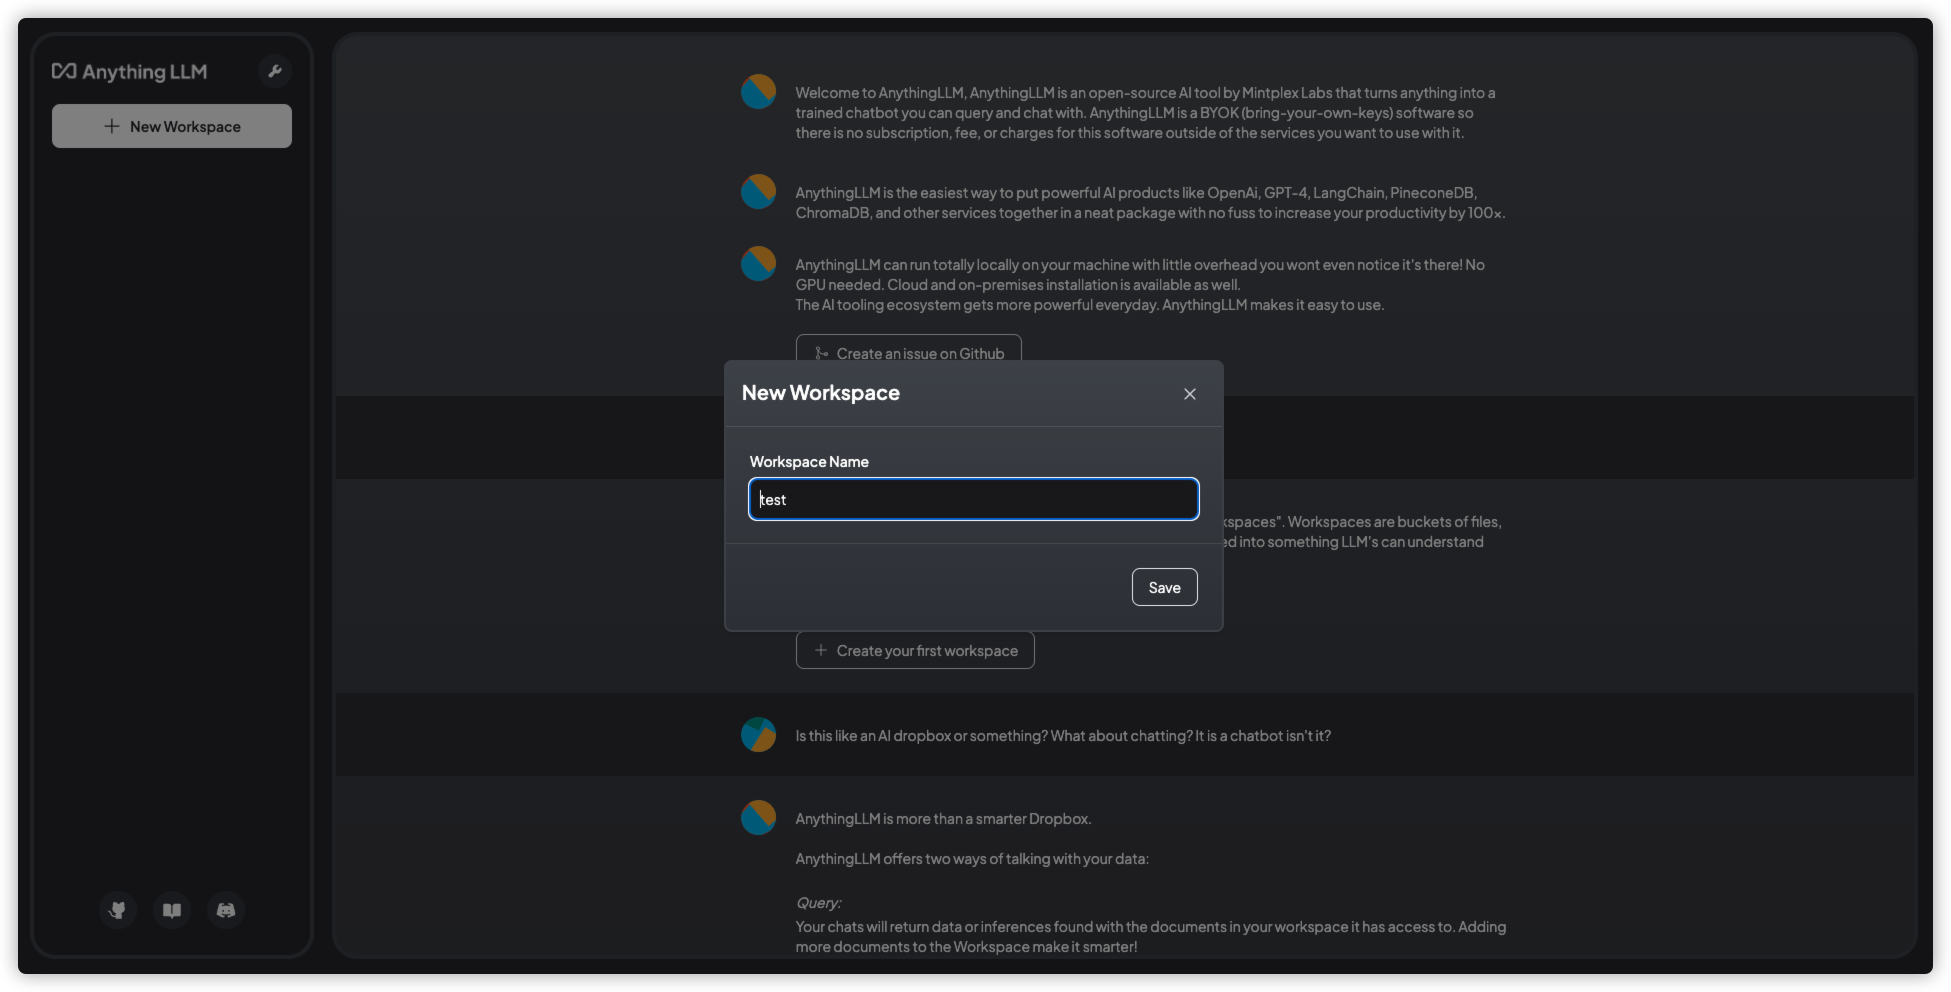 Anything LLM
New Workspace
Welcome to AnythingLLM, AnythingLLM is an open-source AI tool by Mintplex Labs that turns anything into a
trained chatbot you can query and chat with. AnythingLLM is a BYOK (bring-your-own-keys) software so
there is no subscription, fee, or charges for this software outside of the services you want to use with it.
AnythingLLM is the easiest way to put powerful AI products like OpenAi, GPT-4, LangChain, PineconeDB,
ChromaDB, and other services together in a neat package with no fuss to increase your productivity by 100x.
AnythingLLM can run totally locally on your machine with little overhead you wont even notice it's there! No
GPU needed. Cloud and on-premises installation is available as well.
The AI tooling ecosystem gets more powerful everyday. AnythingLLM makes it easy to use.
Create an issue on Github
New Workspace
Workspace Name
test
Save
spaces". Workspaces are buckets of files,
ed into something LLM's can understand
Create your first workspace
Is this like an AI dropbox or something? What about chatting? It is a chatbot isn't it?
AnythingLLM is more than a smarter Dropbox.
AnythingLLM offers two ways of talking with your data:
Query:
Your chats will return data or inferences found with the documents in your workspace it has access to. Adding
more documents to the Workspace make it smarter!